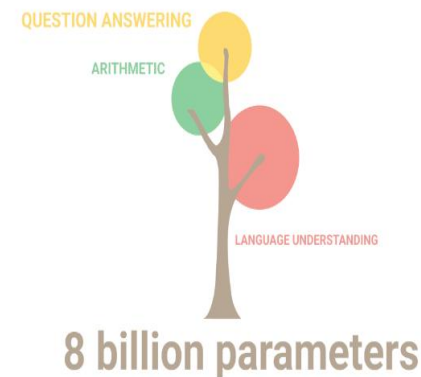 QUESTION ANSWERING
ARITHMETIC
LANGUAGE UNDERSTANDING
8 billion parameters